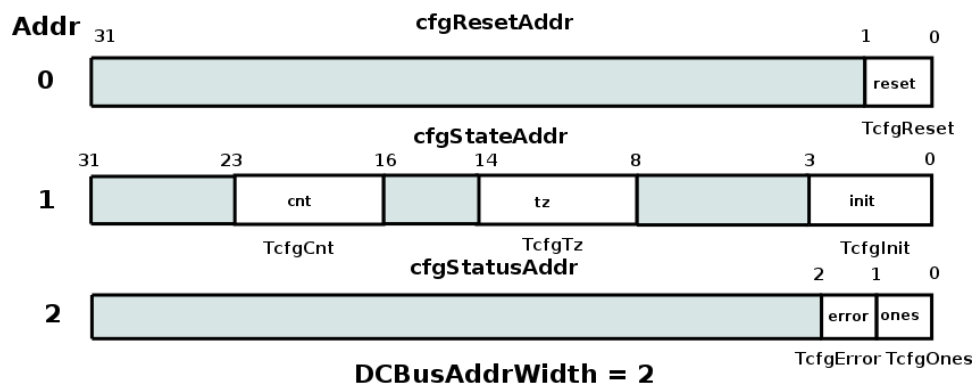 Addr
cfgResetAddr
31 1 0
0 reset
TcfgReset
cfgStateAddr
31 23 16 14 8 3 0
1 cnt tz init
TcfgCnt TcfgTz TcfgInit
cfgStatusAddr
2 1 0
2 error ones
TcfgError TcfgOnes
DCBusAddrWidth = 2